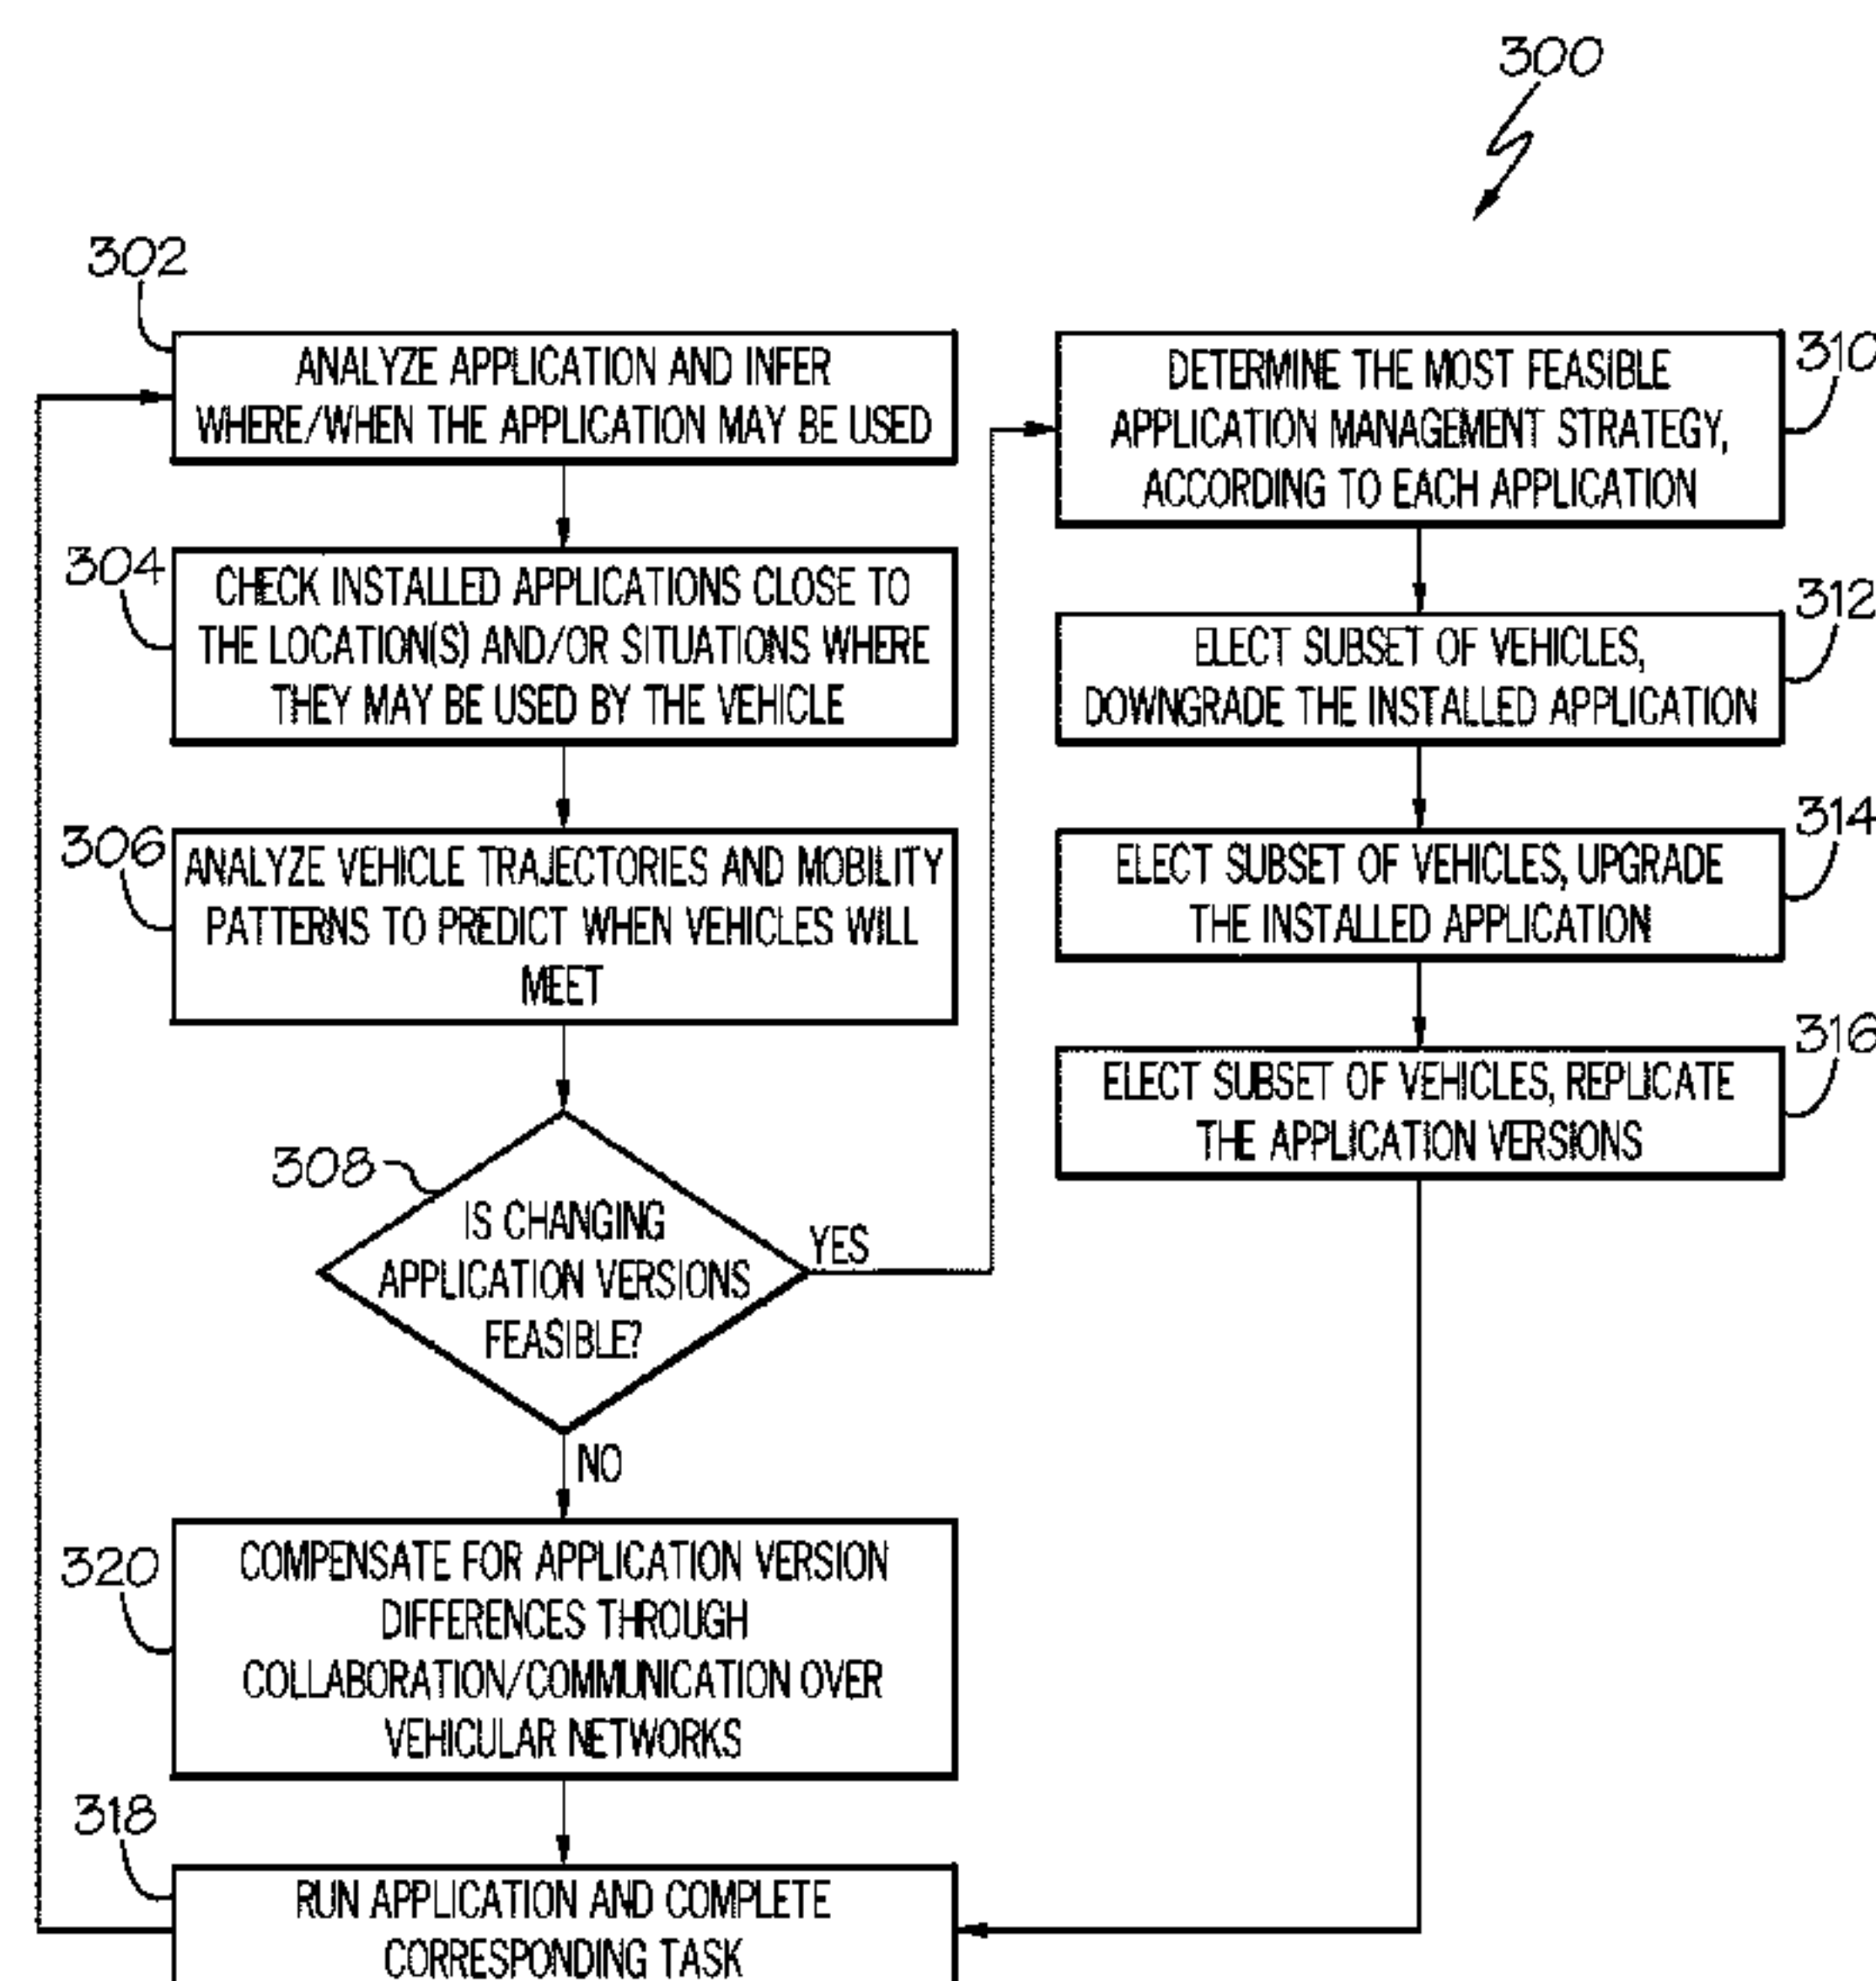 300
302
ANALYZE APPLICATION AND INFER
WHERE/WHEN THE APPLICATION MAY BE USED
304
CHECK INSTALLED APPLICATIONS CLOSE TO
THE LOCATION(S) AND/OR SITUATIONS WHERE
THEY MAY BE USED BY THE VEHICLE
306
ANALYZE VEHICLE TRAJECTORIES AND MOBILITY
PATTERNS TO PREDICT WHEN VEHICLES WILL
MEET
308
IS CHANGING
APPLICATION VERSIONS
FEASIBLE?
YES
NO
310
DETERMINE THE MOST FEASIBLE
APPLICATION MANAGEMENT STRATEGY,
ACCORDING TO EACH APPLICATION
312
ELECT SUBSET OF VEHICLES,
DOWNGRADE THE INSTALLED APPLICATION
314
ELECT SUBSET OF VEHICLES, UPGRADE
THE INSTALLED APPLICATION
316
ELECT SUBSET OF VEHICLES, REPLICATE
THE APPLICATION VERSIONS
320
COMPENSATE FOR APPLICATION VERSION
DIFFERENCES THROUGH
COLLABORATION/COMMUNICATION OVER
VEHICULAR NETWORKS
318
RUN APPLICATION AND COMPLETE
CORRESPONDING TASK